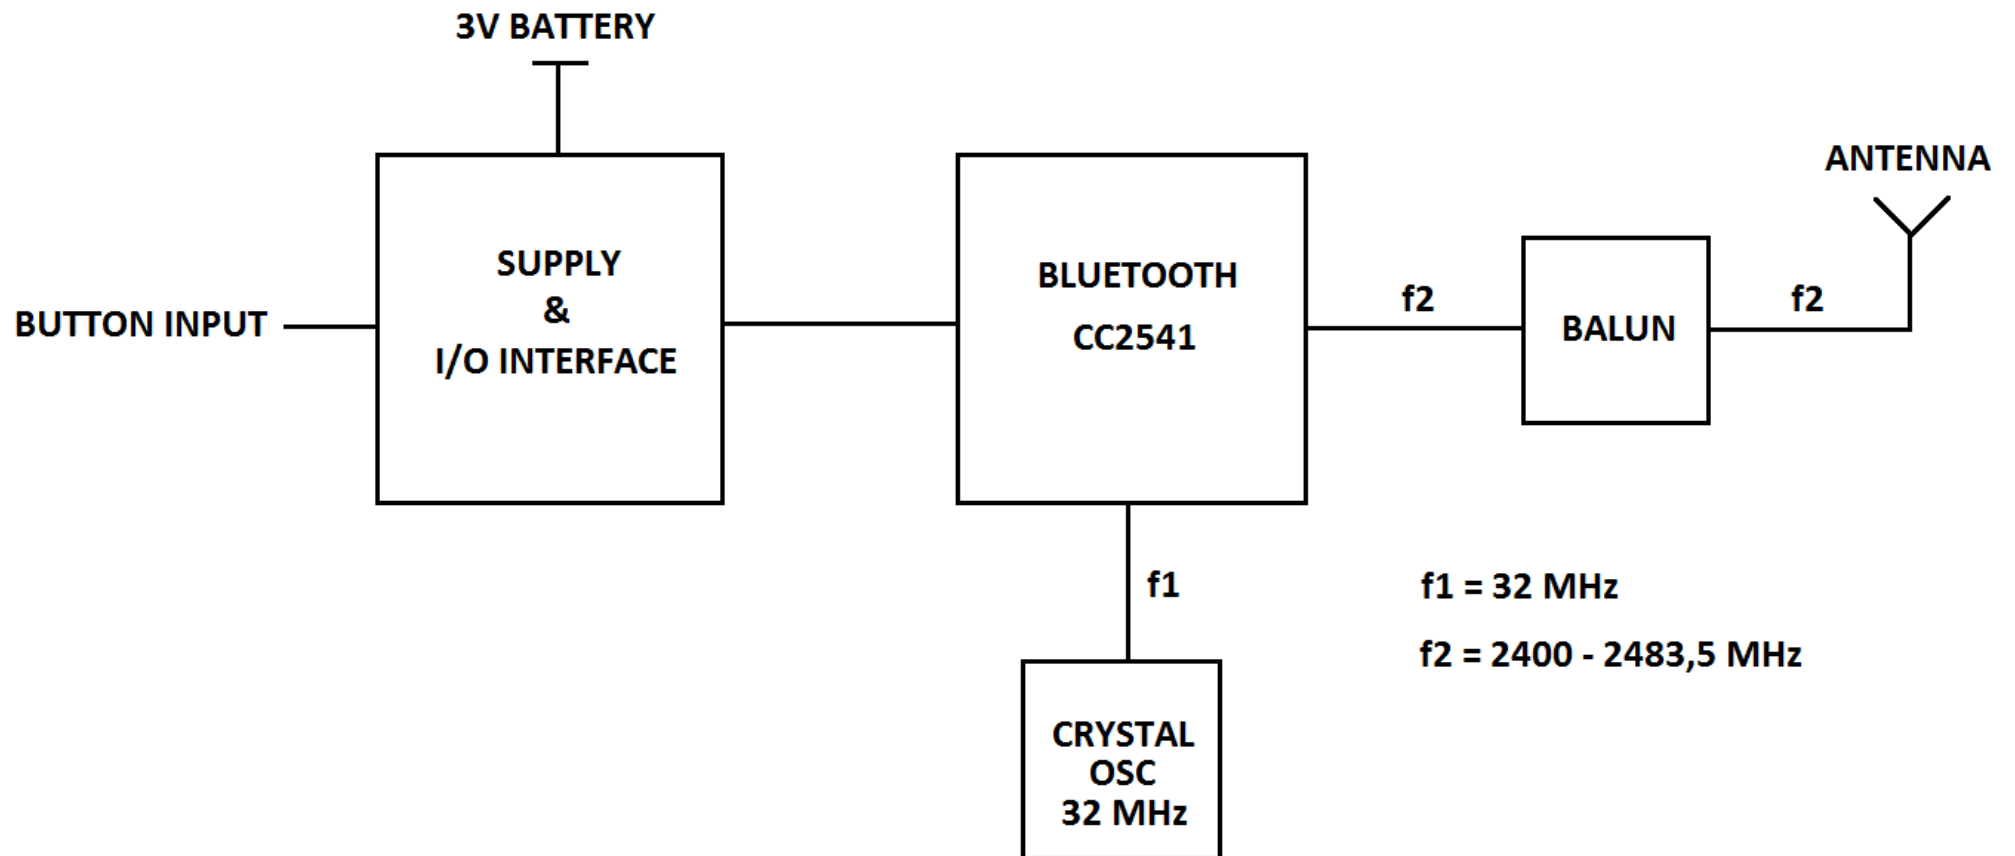 3V BATTERY
ANTENNA
SUPPLY
&
I/O INTERFACE
BUTTON INPUT
BLUETOOTH
CC2541
f2
BALUN
f2
f1
f1 = 32 MHz
f2 = 2400 - 2483,5 MHz
CRYSTAL
OSC
32 MHz